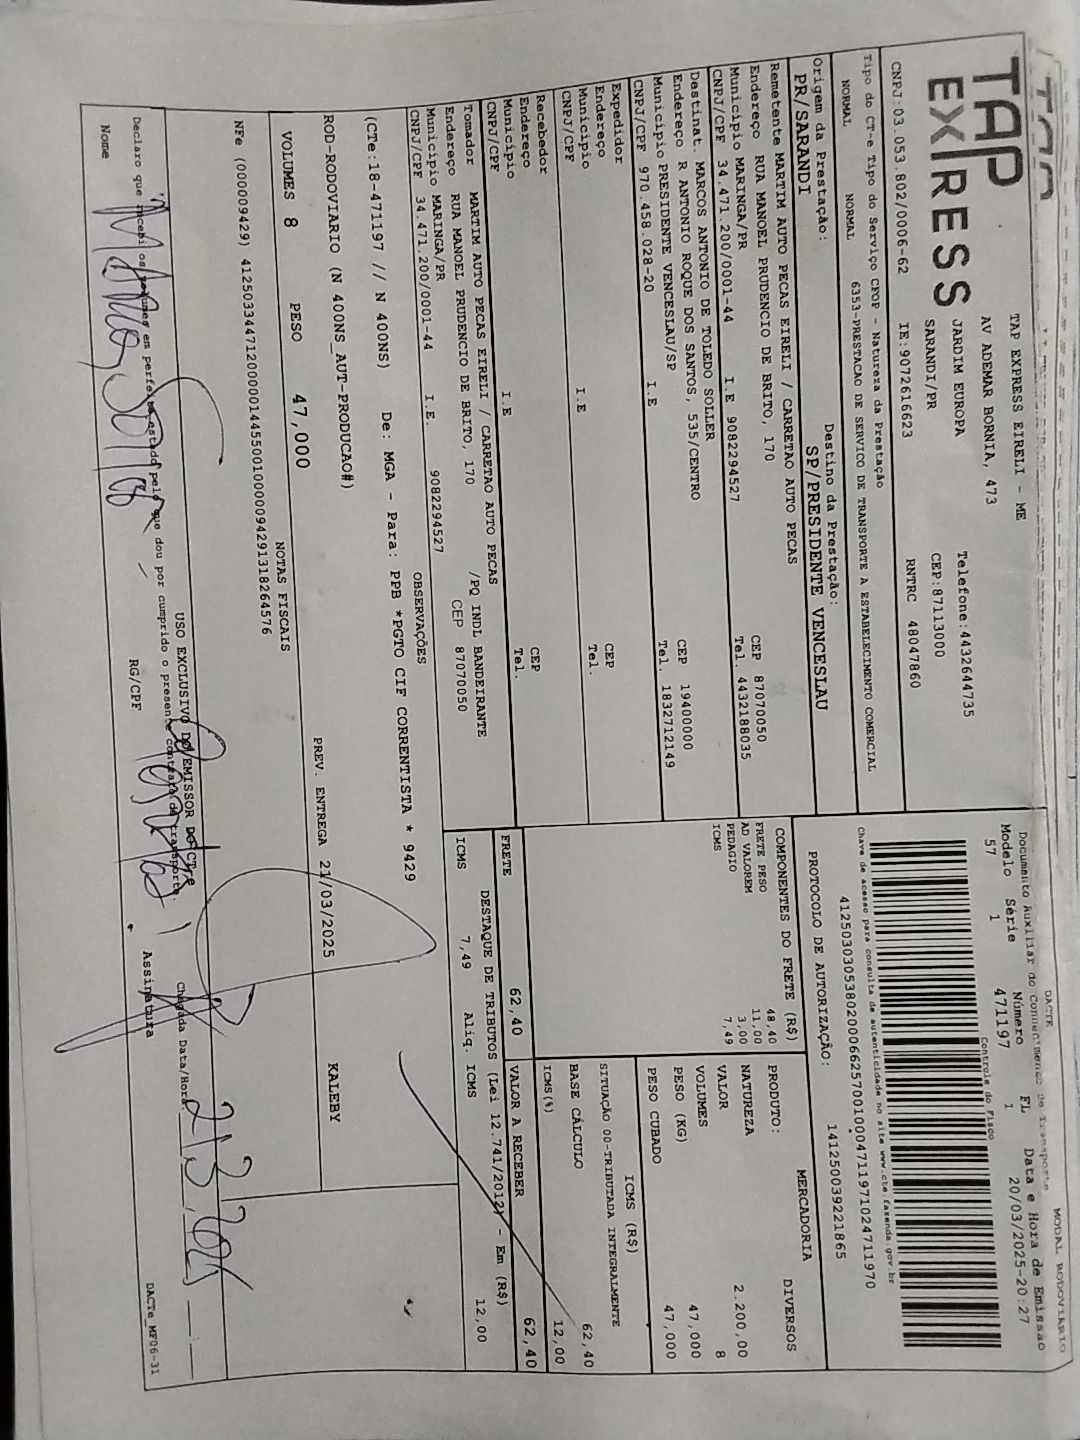 TAP EXPRESS
TAP EXPRESS EIRELI - ME
AV ADEMAR BORNIA, 473
JARDIM EUROPA
SARANDI/PR
Telefone:4432644735
CEP:87113000
CNPJ:03.053.802/0006-62 IE:9072616623 RNTRC 48047860
Tipo do CT-e Tipo do Serviço CFOP - Natureza da Prestação
NORMAL NORMAL 6353-PRESTACAO DE SERVICO DE TRANSPORTE A ESTABELECIMENTO COMERCIAL
Origem da Prestação: Destino da Prestação:
PR/SARANDI SP/PRESIDENTE VENCESLAU
Remetente MARTIM AUTO PECAS EIRELI / CARRETAO AUTO PECAS
Endereço RUA MANOEL PRUDENCIO DE BRITO, 170 CEP 87070050
Município MARINGA/PR Tel. 4432188035
CNPJ/CPF 34.471.200/0001-44 I.E 9082294527
Destinat. MARCOS ANTONIO DE TOLEDO SOLLER
Endereço R ANTONIO ROQUE DOS SANTOS, 535/CENTRO CEP 19400000
Município PRESIDENTE VENCESLAU/SP Tel. 1832712149
CNPJ/CPF 970.458.028-20 I.E
Expedidor
Endereço CEP
Município Tel.
CNPJ/CPF I.E
Recebedor
Endereço CEP
Município Tel.
CNPJ/CPF I.E
Tomador MARTIM AUTO PECAS EIRELI / CARRETAO AUTO PECAS
Endereço RUA MANOEL PRUDENCIO DE BRITO, 170 /PQ INDL BANDEIRANTE
Município MARINGA/PR CEP 87070050
CNPJ/CPF 34.471.200/0001-44 I.E. 9082294527
DACTE MODAL RODOVIÁRIO
Documento Auxiliar do Conhecimento de Transporte
Modelo Série Número FL Data e Hora de Emissão
57 1 471197 1 20/03/2025-20:27
Controle do Fisco
Chave de acesso para consulta de autenticidade no site www.cte.fazenda.gov.br
PROTOCOLO DE AUTORIZAÇÃO: 141250039221865
COMPONENTES DO FRETE (R$)
FRETE PESO 48,40
AD VALOREM 11,00
PEDAGIO 3,00
ICMS 7,49
MERCADORIA
PRODUTO: DIVERSOS
NATUREZA
VALOR 2.200,00
VOLUMES 8
PESO (KG) 47,000
PESO CUBADO 47,000
ICMS (R$)
SITUAÇÃO 00-TRIBUTADA INTEGRALMENTE
BASE CÁLCULO 62,40
ICMS(%) 12,00
FRETE 62,40 VALOR A RECEBER 62,40
DESTAQUE DE TRIBUTOS (Lei 12.741/2012) - Em (R$)
ICMS 7,49 Aliq. ICMS 12,00
OBSERVAÇÕES
(CTe:18-471197 // N 400NS) De: MGA - Para: PPB *PGTO CIF CORRENTISTA * 9429
ROD-RODOVIARIO (N 400NS_AUT-PRODUCAO#)
VOLUMES 8 PESO 47,000 PREV. ENTREGA 21/03/2025 KALEBY
NOTAS FISCAIS
USO EXCLUSIVO DO EMISSOR DO CTe
Declaro que recebi os volumes em perfeito estado pelo que dou por cumprido o presente contrato de transporte.
Nome RG/CPF Assinatura Chegada Data/Hora
DACTe_MF06-31